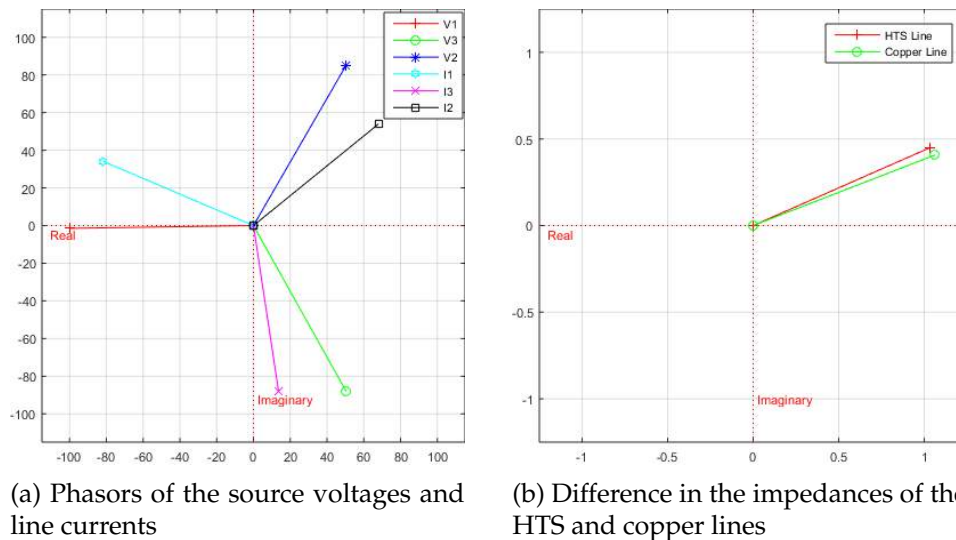 100
80
60
40
20
0
-20
-40
-60
-80
-100
-100 -80 -60 -40 -20 0 20 40 60 80 100
Real
Imaginary
V1
V3
V2
I1
I3
I2
(a) Phasors of the source voltages and
line currents
1
0.5
0
-0.5
-1
-1 -0.5 0 0.5 1
Real
Imaginary
HTS Line
Copper Line
(b) Difference in the impedances of the
HTS and copper lines